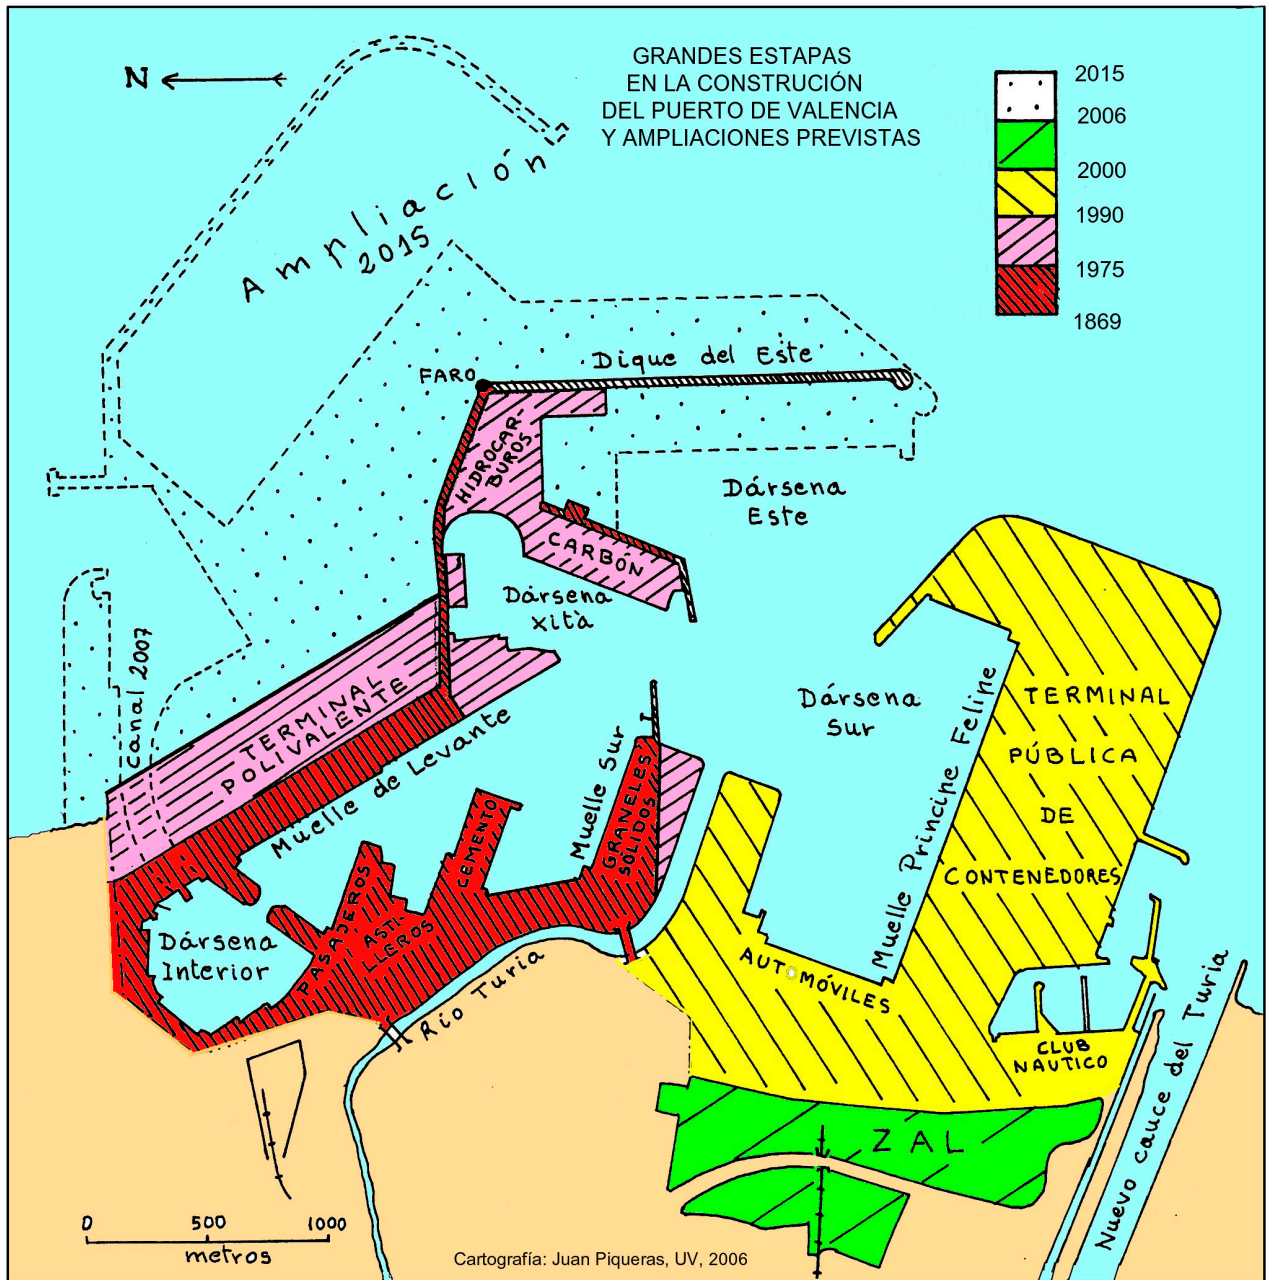 GRANDES ESTAPAS
EN LA CONSTRUCIÓN
DEL PUERTO DE VALENCIA
Y AMPLIACIONES PREVISTAS
N
2015
2006
2000
1990
1975
1869
Ampliación
2015
FARO
Dique del Este
HIDROCAR-
BUROS
CARBÓN
Dársena
Este
Dársena
Xità
Canal 2007
TERMINAL
POLIVALENTE
Muelle de Levante
Muelle Sur
GRANELES
SÓLIDOS
CEMENTO
PASAJEROS
ASTI-
LLEROS
Dársena
Interior
Dársena
Sur
Muelle Principe Feline
TERMINAL
PÚBLICA
DE
CONTENEDORES
AUTOMÓVILES
CLUB
NAUTICO
Río Turia
Nuevo cauce del Turia
ZAL
0 500 1000
metros
Cartografía: Juan Piqueras, UV, 2006